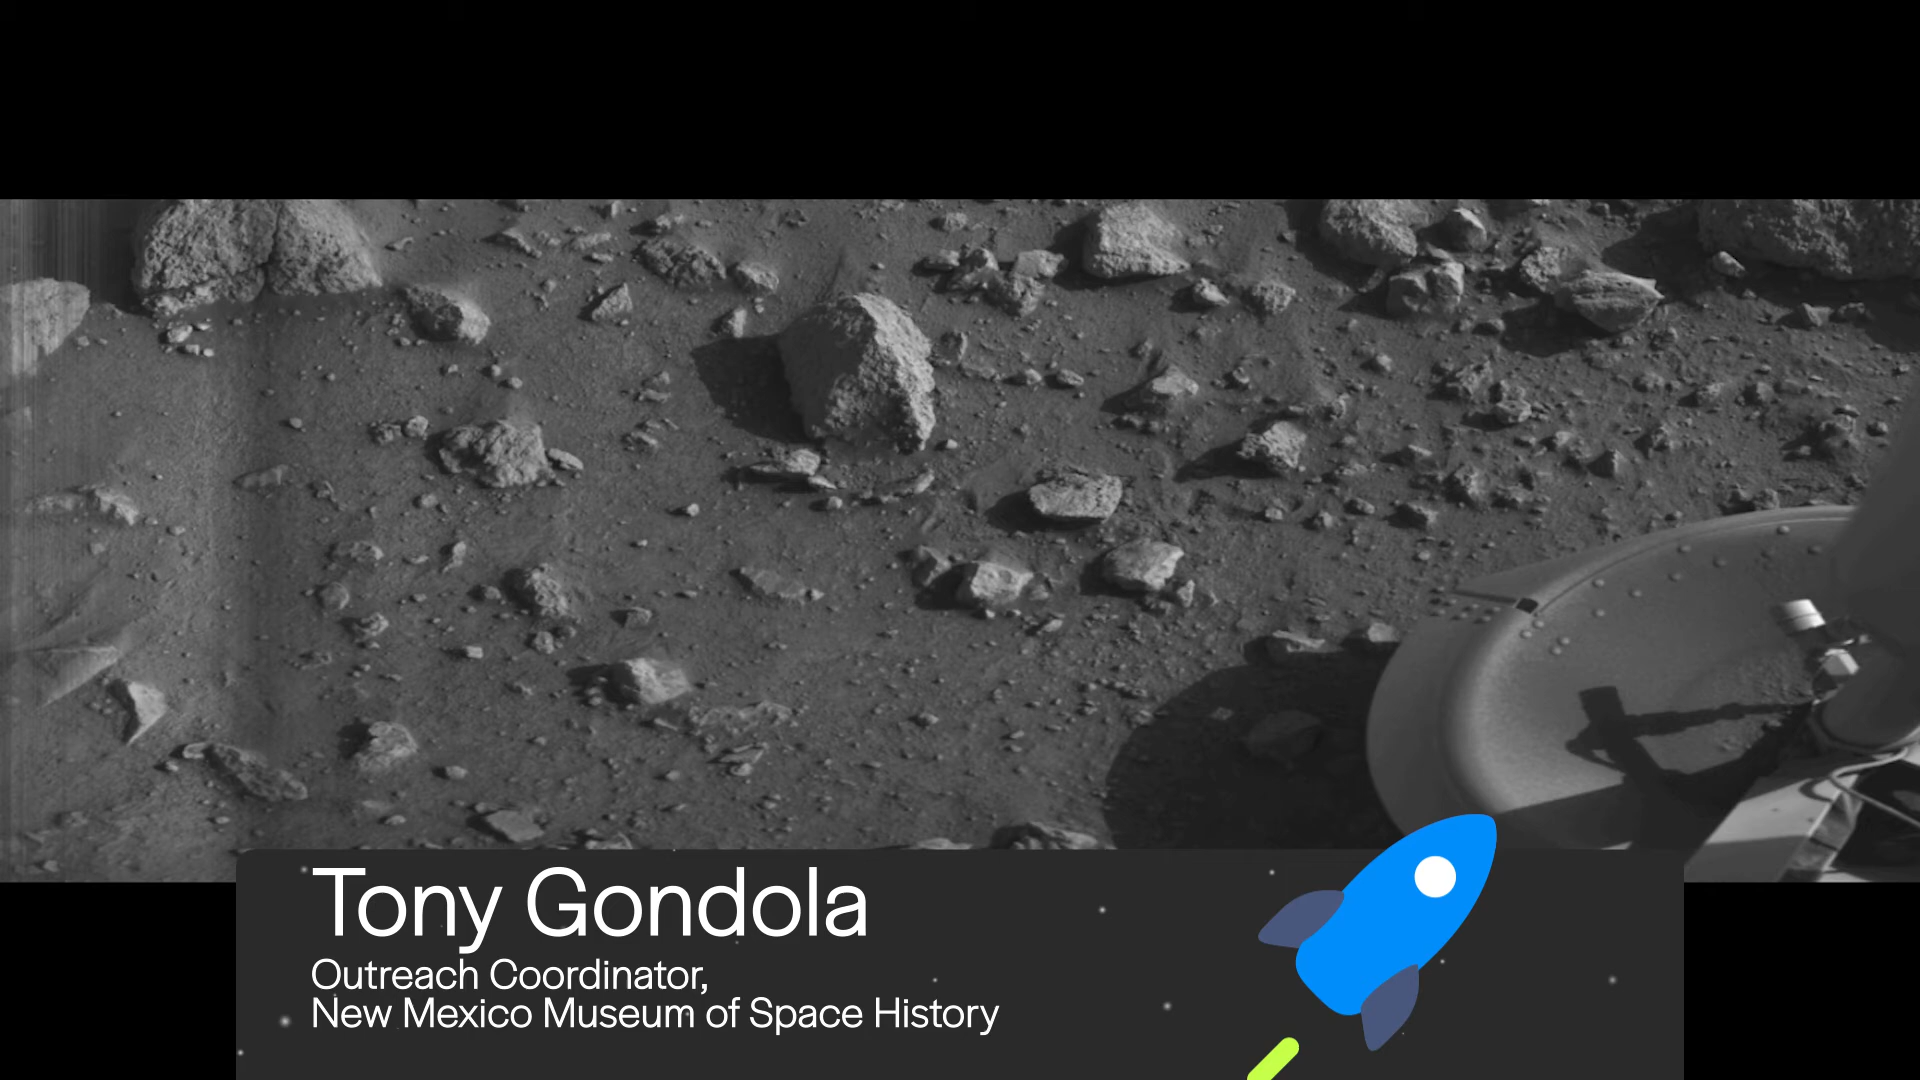 Tony Gondola
Outreach Coordinator,
New Mexico Museum of Space History